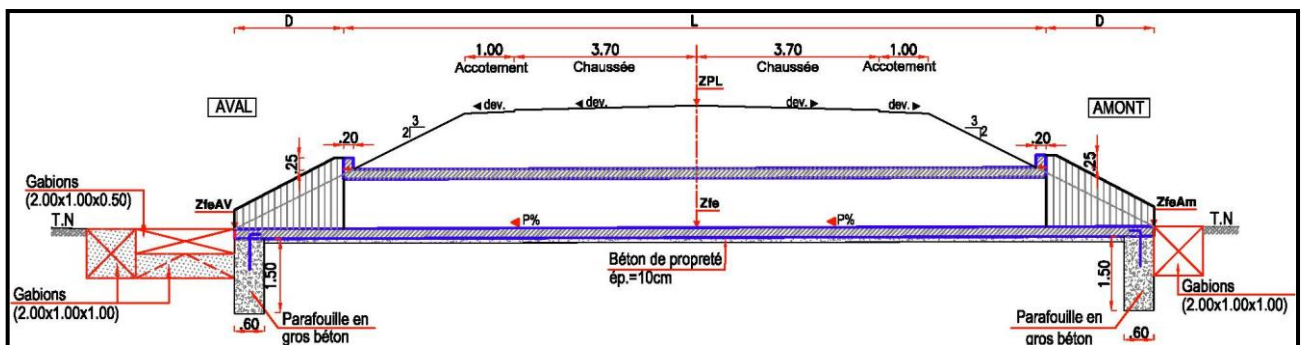 D L D
1.00 3.70 3.70 1.00
Accotement Chaussée Chaussée Accotement
ZPL
dev. dev. dev. dev.
AVAL AMONT
3 3
2 2
.20 .20
.25 .25
Gabions
(2.00x1.00x0.50)
ZfeAV Zfe ZfeAm
T.N T.N
P% P%
Béton de propreté
ép.=10cm
1.50 1.50
Gabions
(2.00x1.00x1.00)
Gabions
(2.00x1.00x1.00)
Parafouille en
gros béton
Parafouille en
gros béton
.60 .60